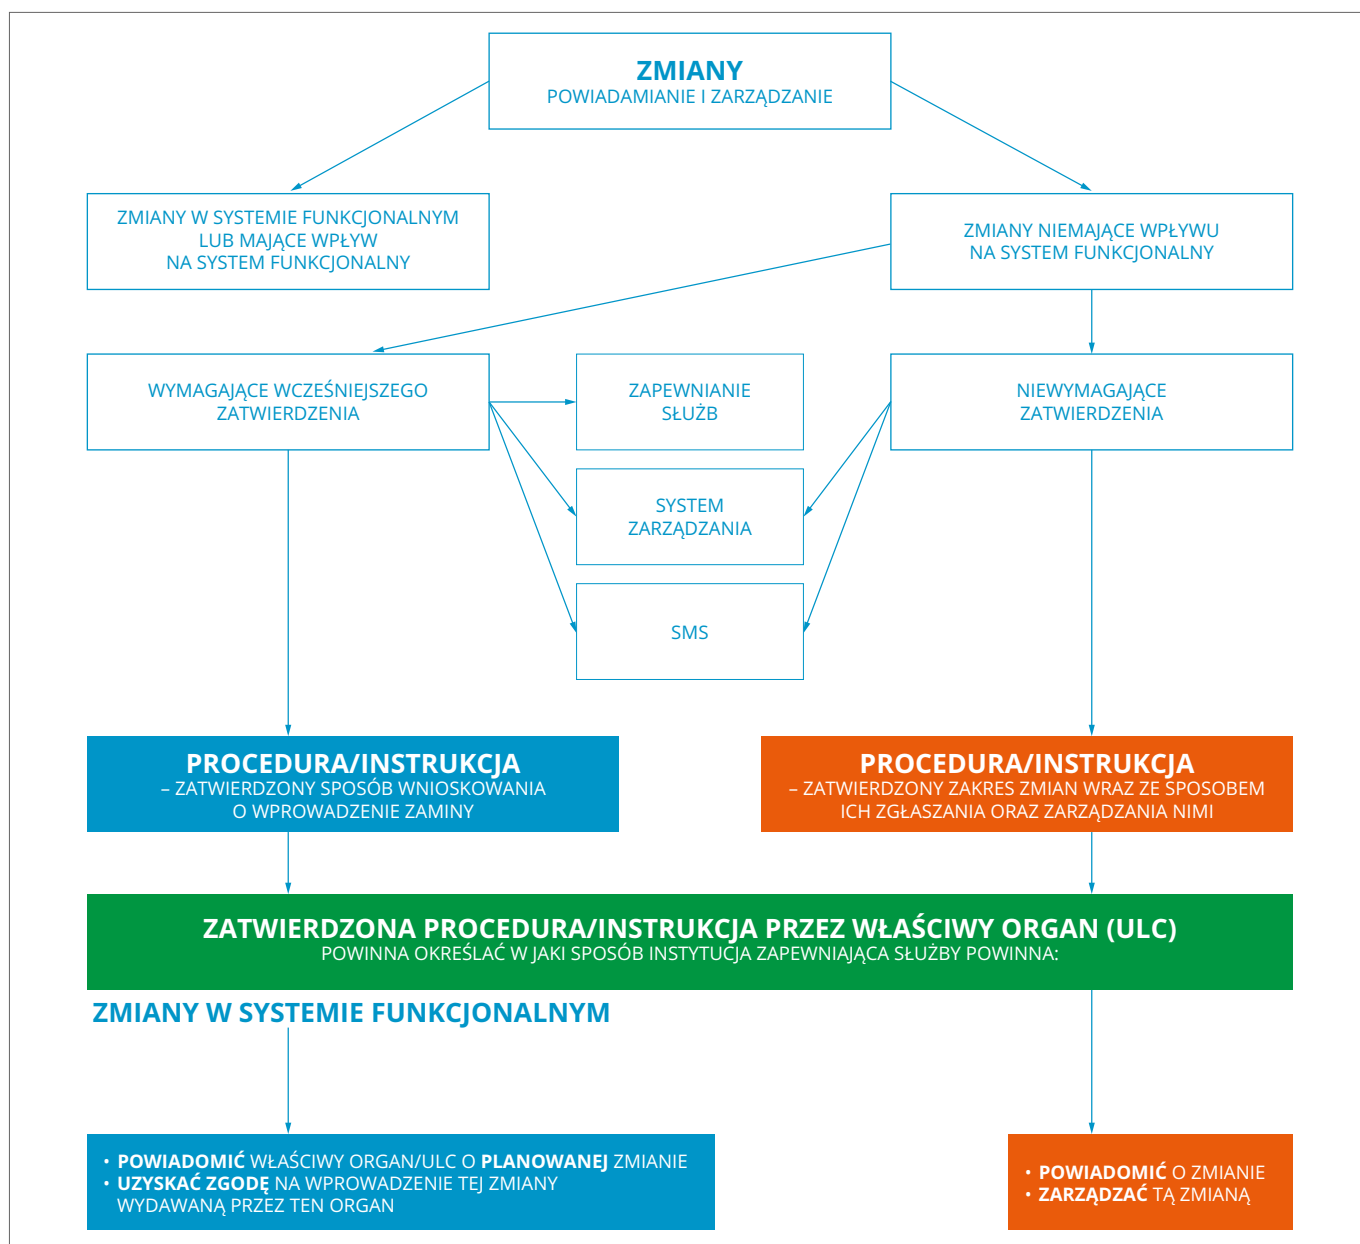 ZMIANY
POWIADAMIANIE I ZARZĄDZANIE
ZMIANY W SYSTEMIE FUNKCJONALNYM
LUB MAJĄCE WPŁYW
NA SYSTEM FUNKCJONALNY
ZMIANY NIEMAJĄCE WPŁYWU
NA SYSTEM FUNKCJONALNY
WYMAGAJĄCE WCZEŚNIEJSZEGO
ZATWIERDZENIA
ZAPEWNIANIE
SŁUŻB
NIEWYMAGAJĄCE
ZATWIERDZENIA
SYSTEM
ZARZĄDZANIA
SMS
PROCEDURA/INSTRUKCJA
– ZATWIERDZONY SPOSÓB WNIOSKOWANIA
O WPROWADZENIE ZAMINY
PROCEDURA/INSTRUKCJA
– ZATWIERDZONY ZAKRES ZMIAN WRAZ ZE SPOSOBEM
ICH ZGŁASZANIA ORAZ ZARZĄDZANIA NIMI
ZATWIERDZONA PROCEDURA/INSTRUKCJA PRZEZ WŁAŚCIWY ORGAN (ULC)
POWINNA OKREŚLAĆ W JAKI SPOSÓB INSTYTUCJA ZAPEWNIAJĄCA SŁUŻBY POWINNA:
ZMIANY W SYSTEMIE FUNKCJONALNYM
• POWIADOMIĆ WŁAŚCIWY ORGAN/ULC O PLANOWANEJ ZMIANIE
• UZYSKAĆ ZGODĘ NA WPROWADZENIE TEJ ZMIANY
WYDAWANĄ PRZEZ TEN ORGAN
• POWIADOMIĆ O ZMIANIE
• ZARZĄDZAĆ TĄ ZMIANĄ